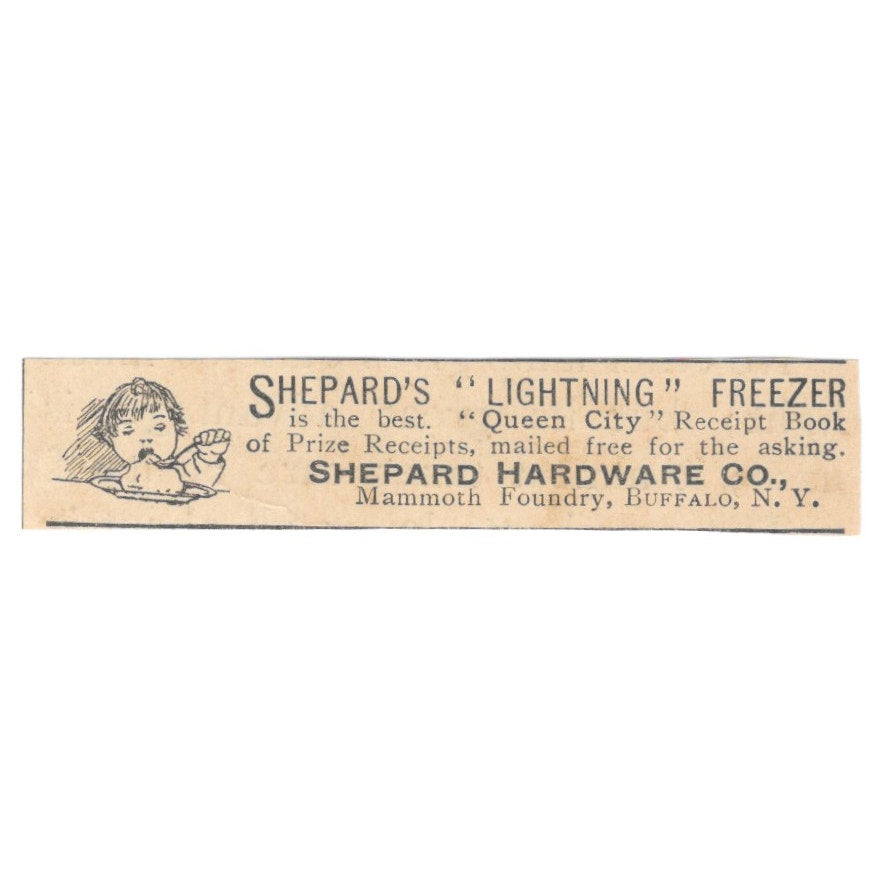 SHEPARD'S "LIGHTNING" FREEZER
is the best. "Queen City" Receipt Book
of Prize Receipts, mailed free for the asking.
SHEPARD HARDWARE CO.,
Mammoth Foundry, BUFFALO, N. Y.